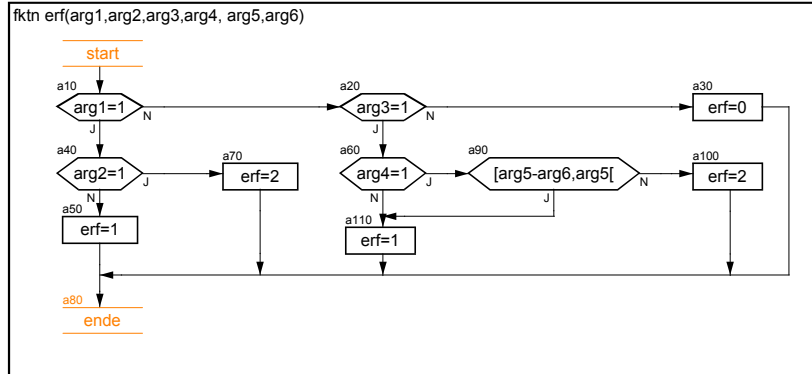 fktn erf(arg1,arg2,arg3,arg4, arg5,arg6)
start
a10
arg1=1
N
J
a20
arg3=1
N
J
a30
erf=0
a40
arg2=1
J
N
a70
erf=2
a60
arg4=1
J
N
a90
[arg5-arg6,arg5[
N
J
a100
erf=2
a50
erf=1
a110
erf=1
a80
ende